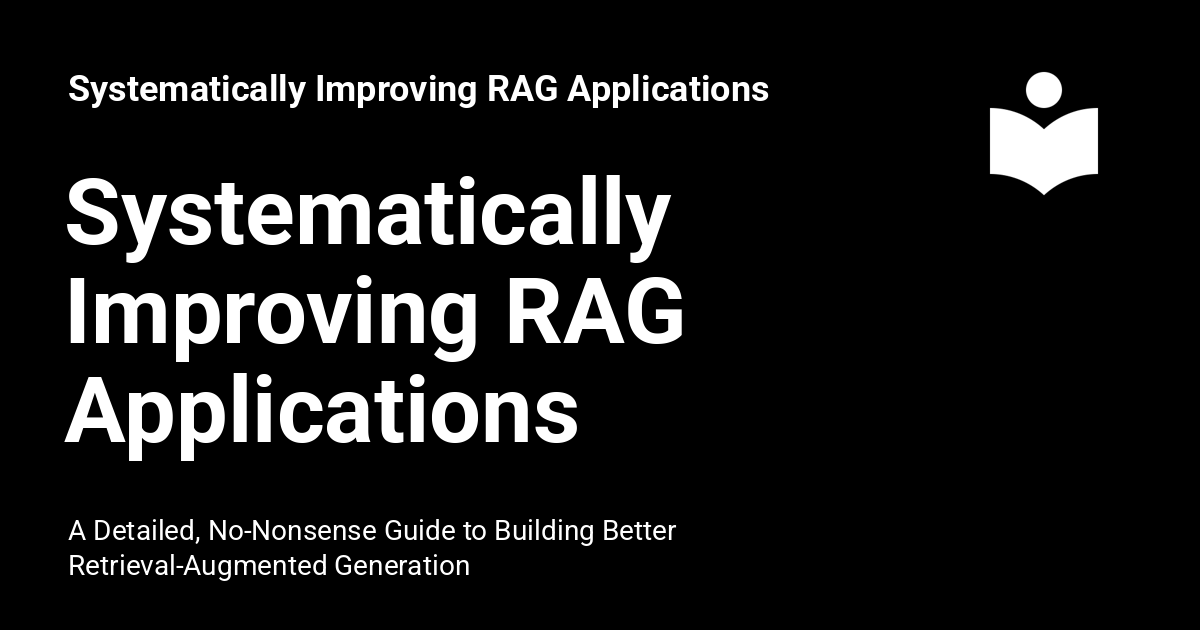 Systematically Improving RAG Applications
Systematically
Improving RAG
Applications
A Detailed, No-Nonsense Guide to Building Better
Retrieval-Augmented Generation